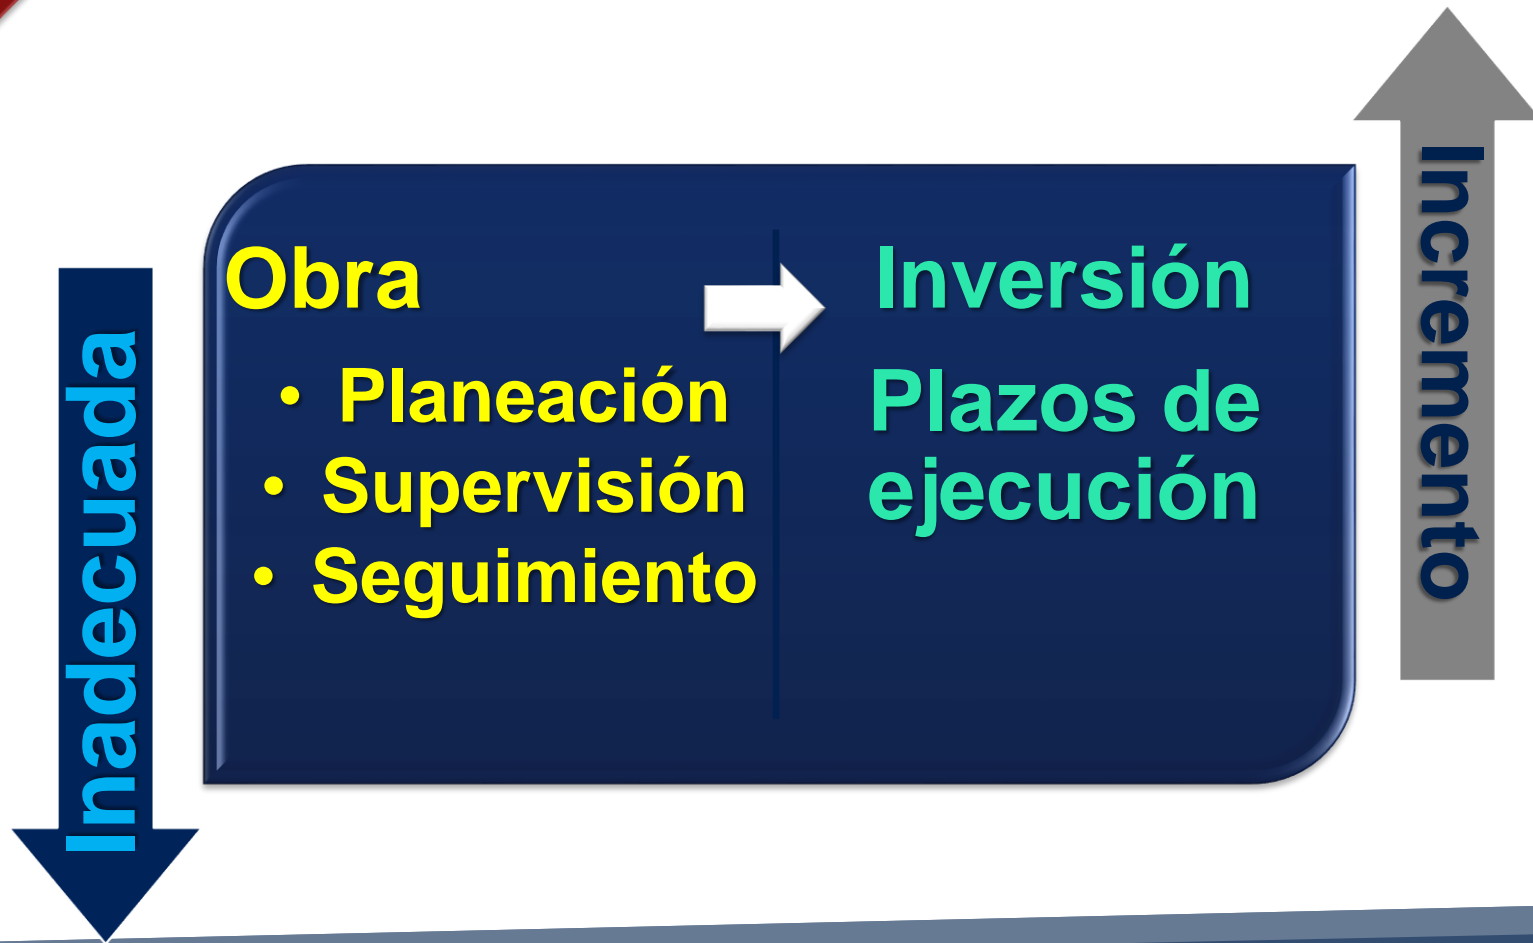 Inadecuada
Obra
• Planeación
• Supervisión
• Seguimiento
Inversión
Plazos de
ejecución
Incremento